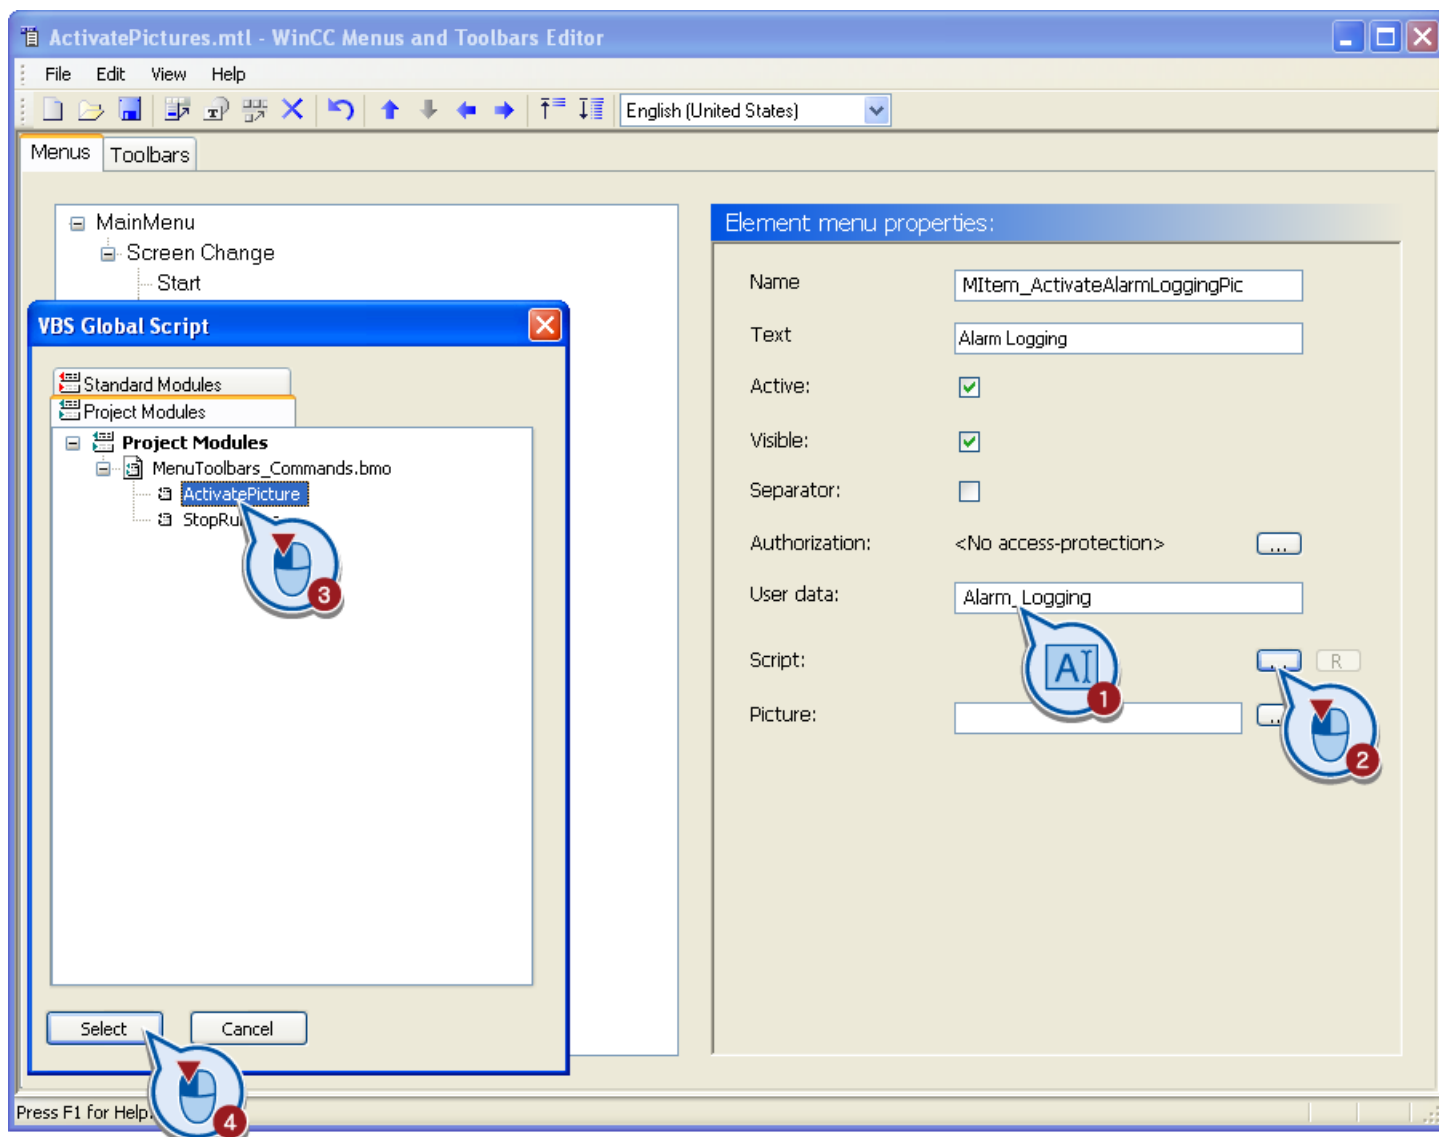 ActivatePictures.mtl - WinCC Menus and Toolbars Editor
File Edit View Help
English (United States)
Menus Toolbars
MainMenu
Screen Change
Start
VBS Global Script
Standard Modules
Project Modules
Project Modules
MenuToolbars_Commands.bmo
ActivatePicture
3
Select Cancel
4
Element menu properties:
Name MItem_ActivateAlarmLoggingPic
Text Alarm Logging
Active:
Visible:
Separator:
Authorization: <No access-protection> ...
User data: Alarm_Logging
AI
1
Script: ... R
Picture:
2
Press F1 for Help.